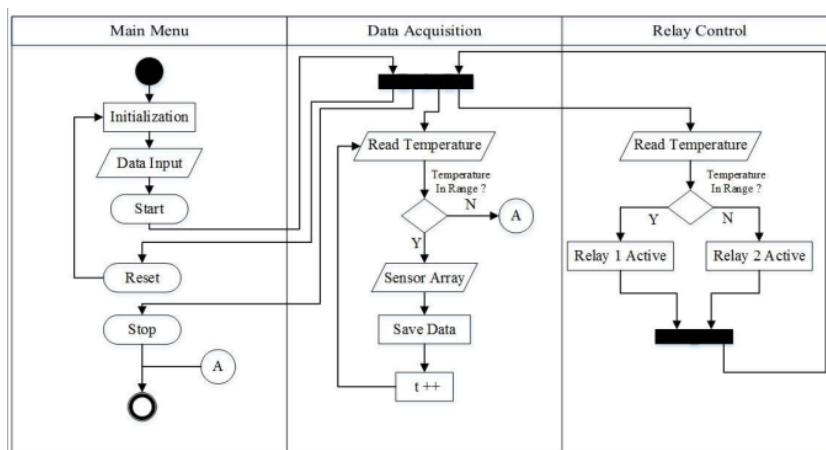 Main Menu
Data Acquisition
Relay Control
Initialization
Data Input
Start
Reset
Stop
A
Read Temperature
Temperature
In Range ?
N
A
Y
Sensor Array
Save Data
t ++
Read Temperature
Temperature
In Range ?
Y
N
Relay 1 Active
Relay 2 Active